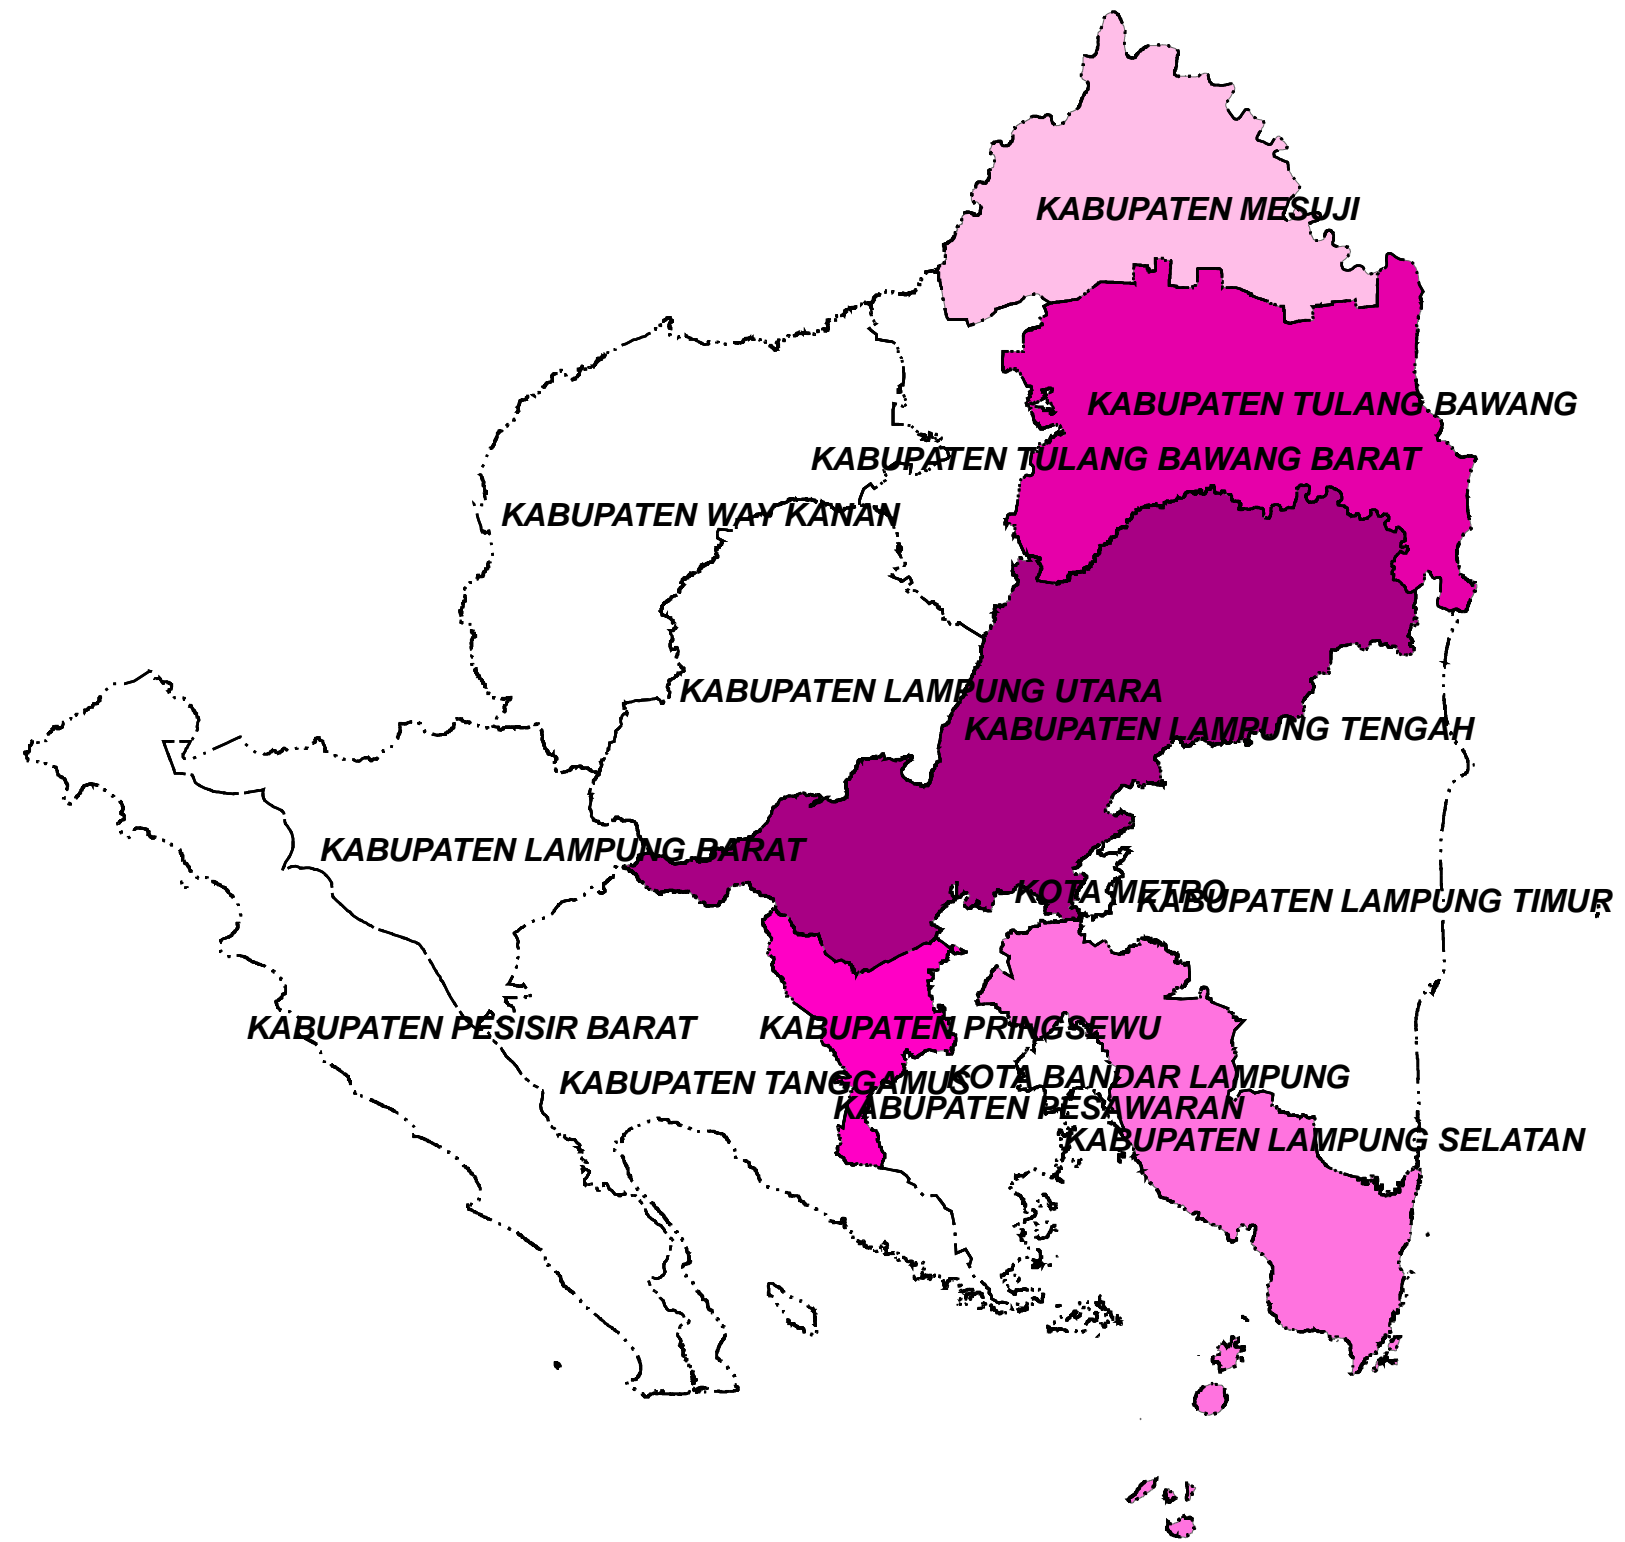 KABUPATEN MESUJI
KABUPATEN TULANG BAWANG
KABUPATEN TULANG BAWANG BARAT
KABUPATEN WAY KANAN
KABUPATEN LAMPUNG UTARA
KABUPATEN LAMPUNG TENGAH
KABUPATEN LAMPUNG BARAT
KOTA METRO
KABUPATEN LAMPUNG TIMUR
KABUPATEN PESISIR BARAT
KABUPATEN PRINGSEWU
KOTA BANDAR LAMPUNG
KABUPATEN TANGGAMUS
KABUPATEN PESAWARAN
KABUPATEN LAMPUNG SELATAN